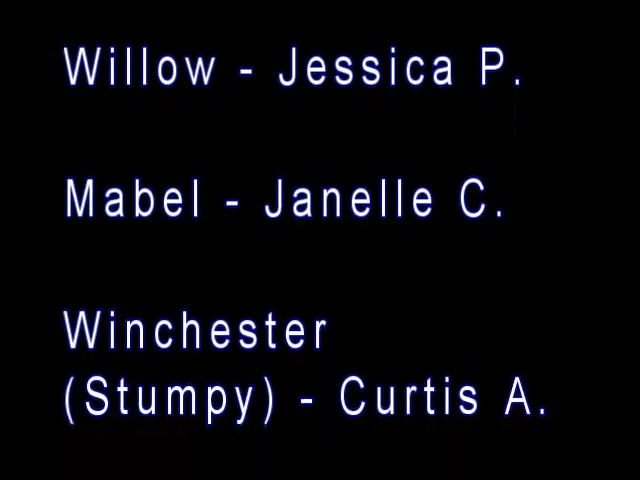 Willow - Jessica P.
Mabel - Janelle C.
Winchester
(Stumpy) - Curtis A.